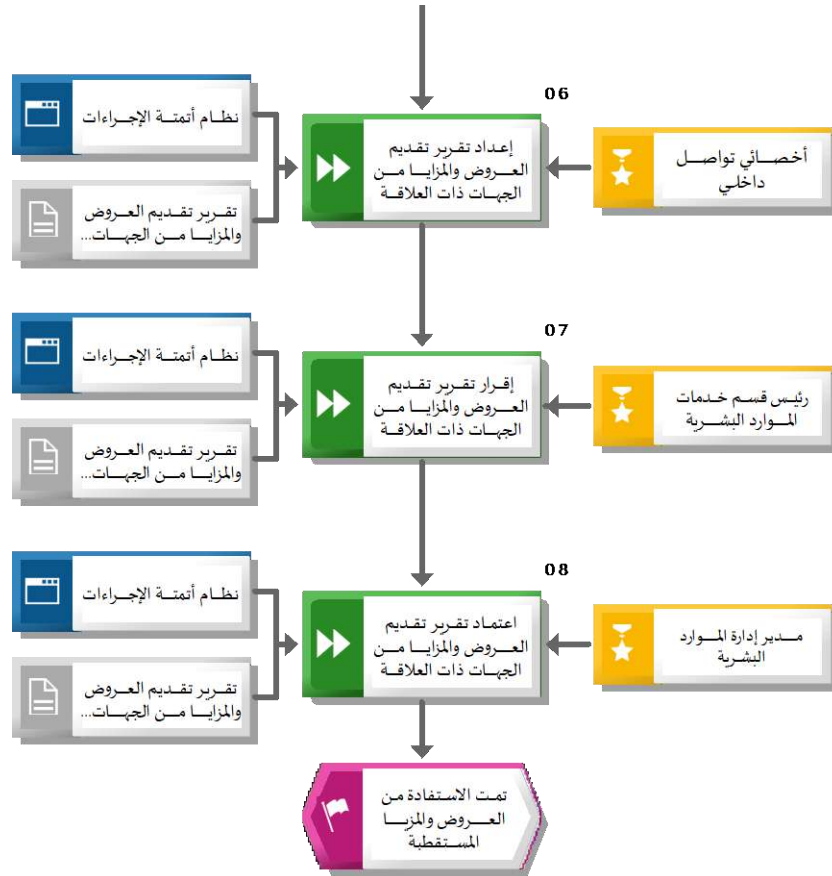 06
أخصائي تواصل
داخلي
إعداد تقرير تقديم
العروض والمزايا من
الجهات ذات العلاقة
نظام أتمتة الإجراءات
تقرير تقديم العروض
والمزايا من الجهات...
07
رئيس قسم خدمات
الموارد البشرية
إقرار تقرير تقديم
العروض والمزايا من
الجهات ذات العلاقة
نظام أتمتة الإجراءات
تقرير تقديم العروض
والمزايا من الجهات...
08
مدير إدارة الموارد
البشرية
اعتماد تقرير تقديم
العروض والمزايا من
الجهات ذات العلاقة
نظام أتمتة الإجراءات
تقرير تقديم العروض
والمزايا من الجهات...
تمت الاستفادة من
العروض والمزيا
المستقطبة